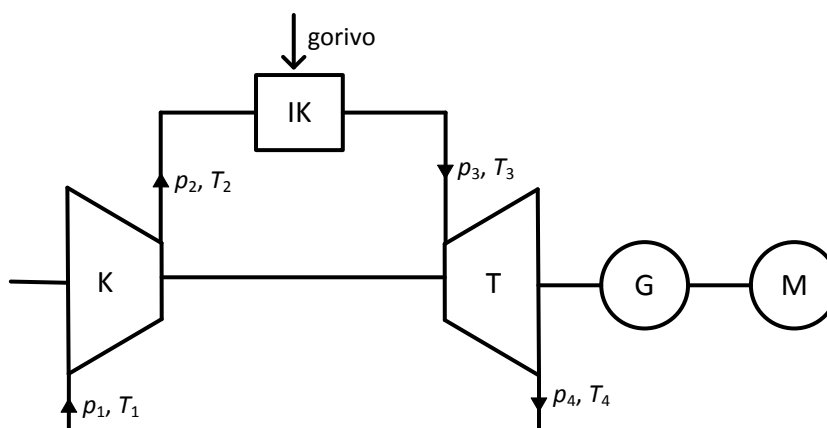 gorivo
IK
p₂, T₂
p₃, T₃
K
T
G
M
p₁, T₁
p₄, T₄